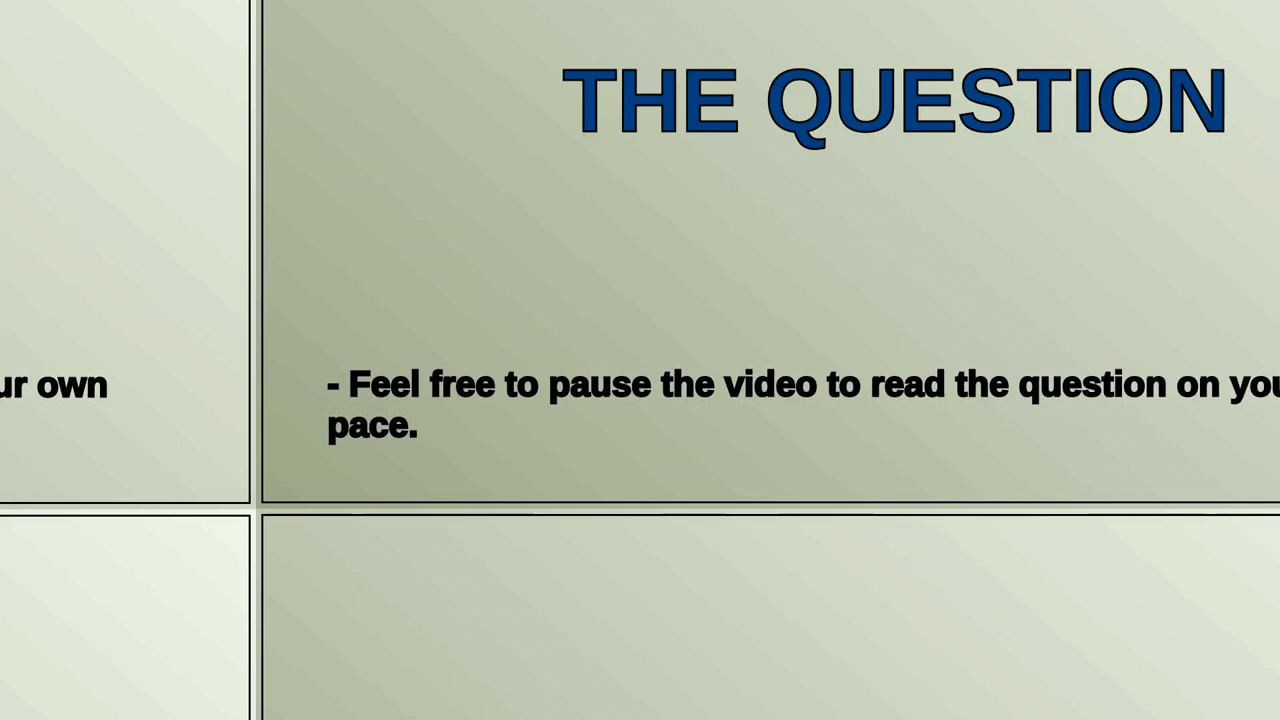 THE QUESTION
ur own
- Feel free to pause the video to read the question on you
pace.